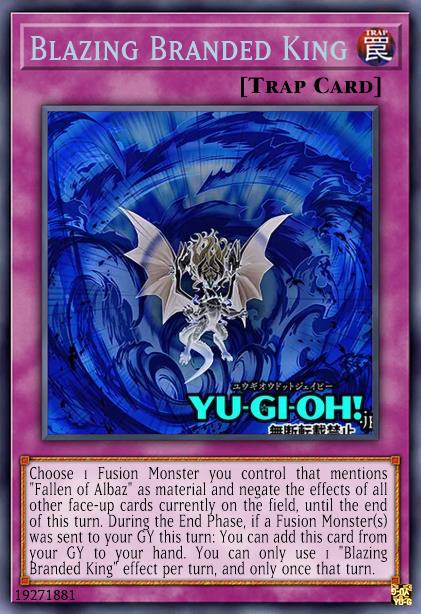 Blazing Branded King
TRAP
罠
[Trap Card]
ユウギオウドットジェイピー
YU-GI-OH!
無断転載禁止
Choose 1 Fusion Monster you control that mentions
"Fallen of Albaz" as material and negate the effects of all
other face-up cards currently on the field, until the end
of this turn. During the End Phase, if a Fusion Monster(s)
was sent to your GY this turn: You can add this card from
your GY to your hand. You can only use 1 "Blazing
Branded King" effect per turn, and only once that turn.
19271881